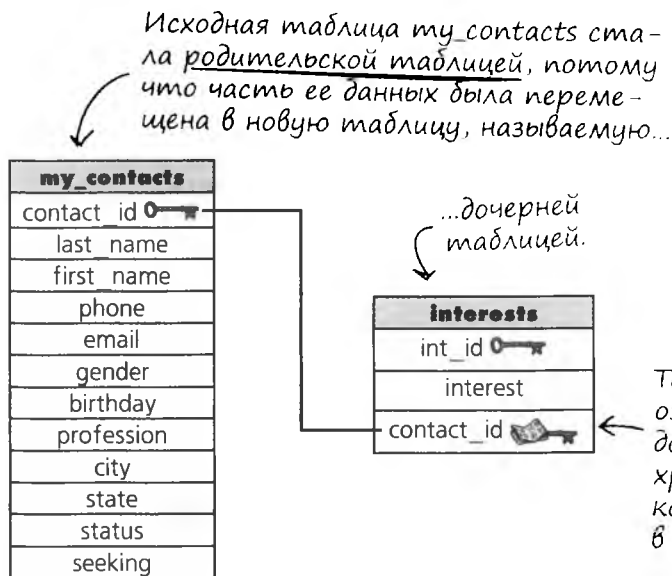 Исходная таблица my_contacts ста-
ла родительской таблицей, потому
что часть ее данных была переме-
щена в новую таблицу, называемую...
...дочерней
таблицей.
my_contacts
contact_id
last_name
first_name
phone
email
gender
birthday
profession
city
state
status
seeking
interests
int_id
interest
contact_id
в